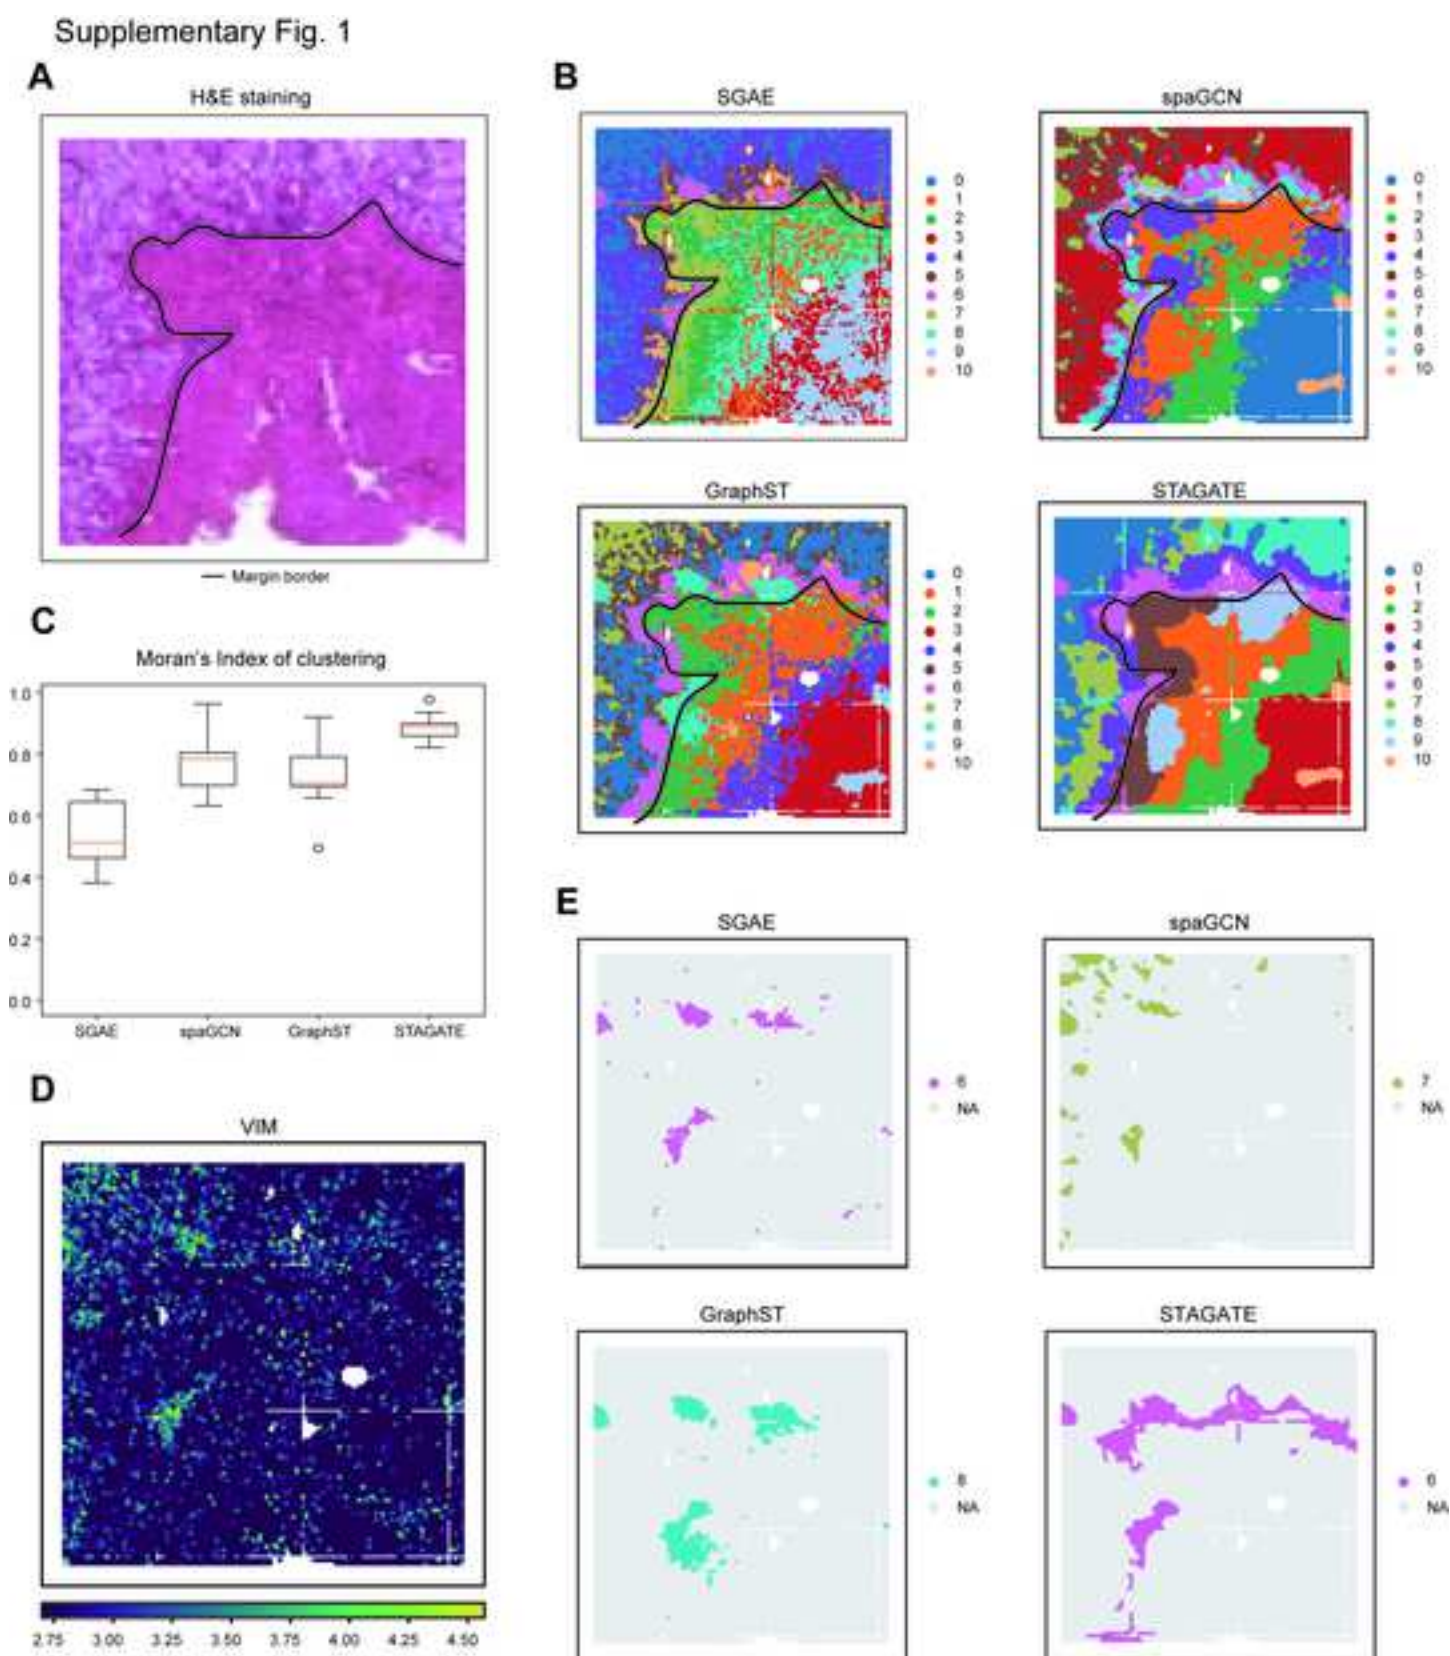 Supplementary Fig. 1
A
H&E staining
Margin border
B
SGAE
0
1
2
3
4
5
6
7
8
9
10
spaGCN
0
1
2
3
4
5
6
7
8
9
10
GraphST
0
1
2
3
4
5
6
7
8
9
10
STAGATE
0
1
2
3
4
5
6
7
8
9
10
C
Moran's Index of clustering
1.0
0.8
0.6
0.4
0.2
0.0
SGAE spaGCN GraphST STAGATE
D
VIM
2.75 3.00 3.25 3.50 3.75 4.00 4.25 4.50
E
SGAE
6
NA
spaGCN
7
NA
GraphST
8
NA
STAGATE
6
NA